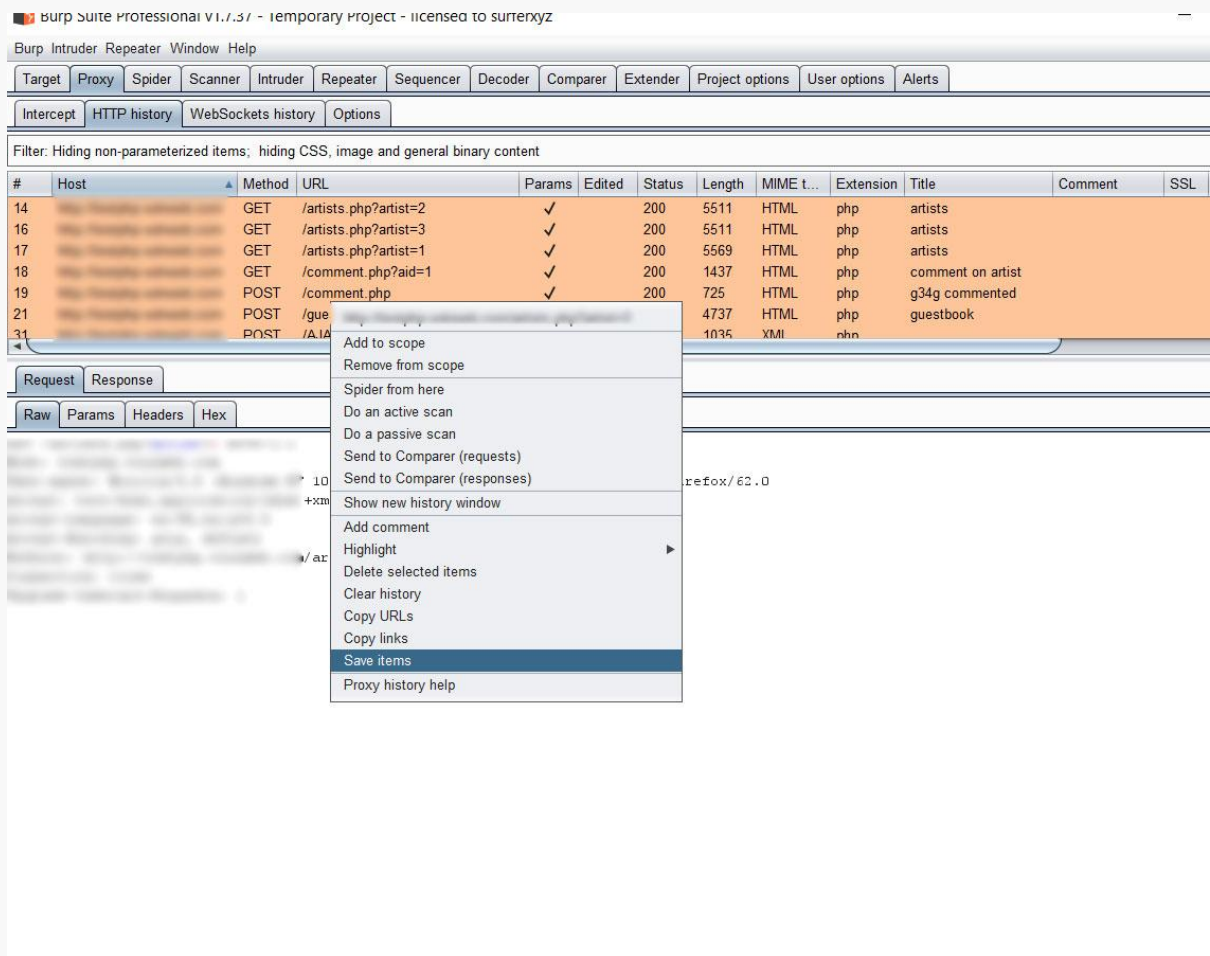 Burp Suite Professional v1.7.37 - Temporary Project - licensed to surferxyz
Burp Intruder Repeater Window Help
Target Proxy Spider Scanner Intruder Repeater Sequencer Decoder Comparer Extender Project options User options Alerts
Intercept HTTP history WebSockets history Options
Filter: Hiding non-parameterized items; hiding CSS, image and general binary content
# Host Method URL Params Edited Status Length MIME t... Extension Title Comment SSL
14 GET /artists.php?artist=2 ✓ 200 5511 HTML php artists
16 GET /artists.php?artist=3 ✓ 200 5511 HTML php artists
17 GET /artists.php?artist=1 ✓ 200 5569 HTML php artists
18 GET /comment.php?aid=1 ✓ 200 1437 HTML php comment on artist
19 POST /comment.php ✓ 200 725 HTML php g34g commented
21 POST /gue 4737 HTML php guestbook
31 POST /AJA 1035 XML php
Add to scope
Remove from scope
Spider from here
Do an active scan
Do a passive scan
Send to Comparer (requests)
Send to Comparer (responses)
Show new history window
Add comment
Highlight
Delete selected items
Clear history
Copy URLs
Copy links
Save items
Proxy history help
Request Response
Raw Params Headers Hex
10 refox/62.0
+xm
/ar